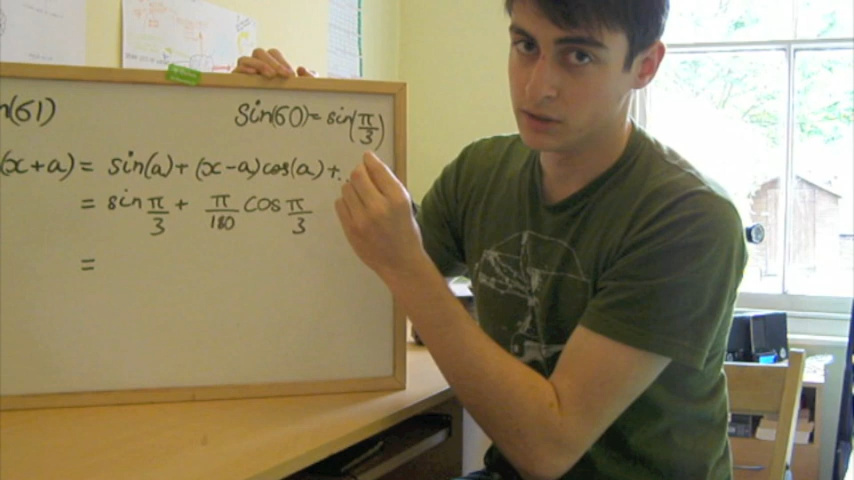 n(61)
Sin(60) = sin(π/3)
(x+a) = sin(a) + (x-a)cos(a) + ...
= sin π/3 + π/180 cos π/3
=